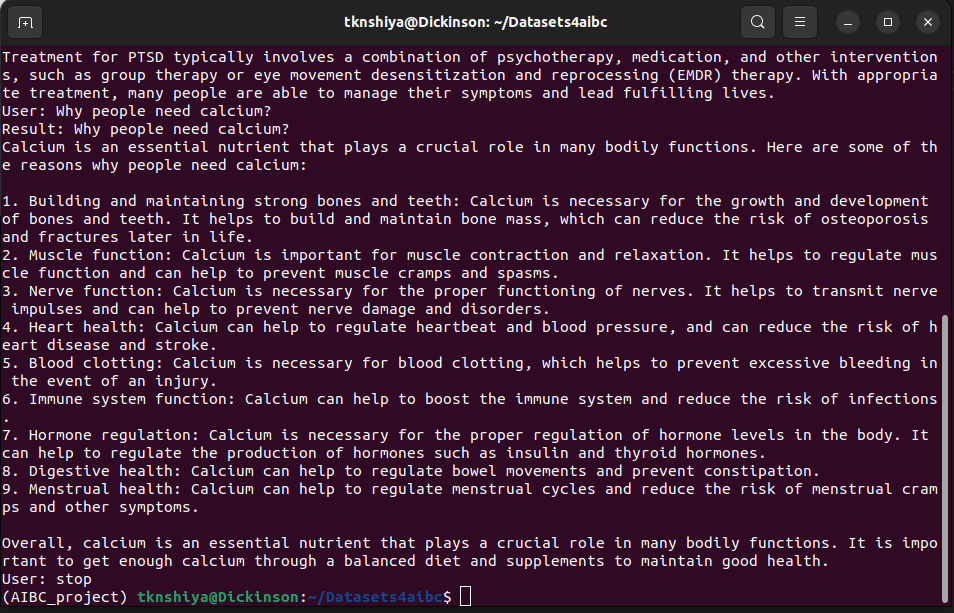 tknshiya@Dickinson: ~/Datasets4aibc
Treatment for PTSD typically involves a combination of psychotherapy, medication, and other intervention
s, such as group therapy or eye movement desensitization and reprocessing (EMDR) therapy. With appropria
te treatment, many people are able to manage their symptoms and lead fulfilling lives.
User: Why people need calcium?
Result: Why people need calcium?
Calcium is an essential nutrient that plays a crucial role in many bodily functions. Here are some of th
e reasons why people need calcium:
1. Building and maintaining strong bones and teeth: Calcium is necessary for the growth and development
of bones and teeth. It helps to build and maintain bone mass, which can reduce the risk of osteoporosis
and fractures later in life.
2. Muscle function: Calcium is important for muscle contraction and relaxation. It helps to regulate mus
cle function and can help to prevent muscle cramps and spasms.
3. Nerve function: Calcium is necessary for the proper functioning of nerves. It helps to transmit nerve
impulses and can help to prevent nerve damage and disorders.
4. Heart health: Calcium can help to regulate heartbeat and blood pressure, and can reduce the risk of h
eart disease and stroke.
5. Blood clotting: Calcium is necessary for blood clotting, which helps to prevent excessive bleeding in
the event of an injury.
6. Immune system function: Calcium can help to boost the immune system and reduce the risk of infections
.
7. Hormone regulation: Calcium is necessary for the proper regulation of hormone levels in the body. It
can help to regulate the production of hormones such as insulin and thyroid hormones.
8. Digestive health: Calcium can help to regulate bowel movements and prevent constipation.
9. Menstrual health: Calcium can help to regulate menstrual cycles and reduce the risk of menstrual cram
ps and other symptoms.
Overall, calcium is an essential nutrient that plays a crucial role in many bodily functions. It is impo
rtant to get enough calcium through a balanced diet and supplements to maintain good health.
User: stop
(AIBC_project) tknshiya@Dickinson:~/Datasets4aibc$